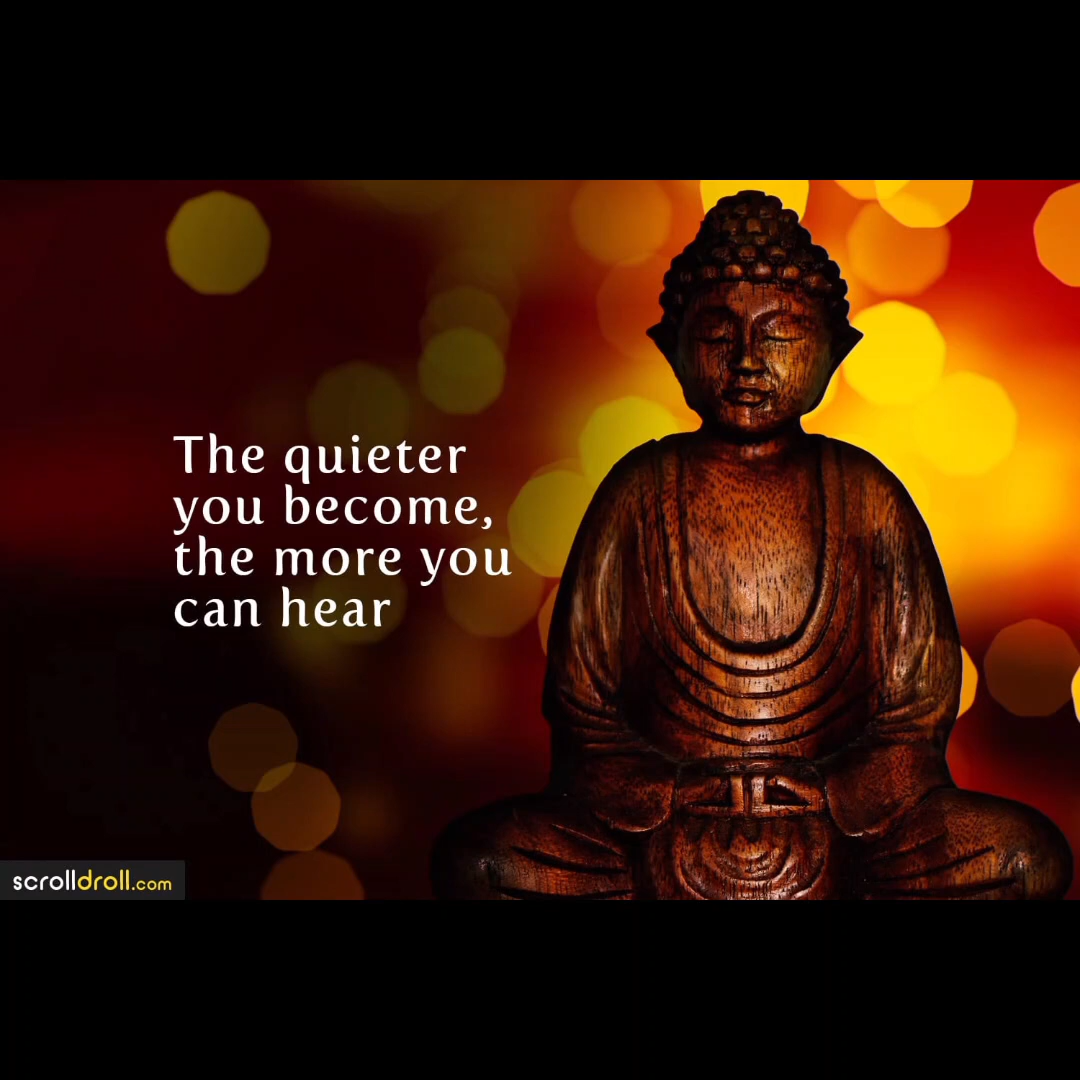 The quieter
you become,
the more you
can hear
scrolldroll.com